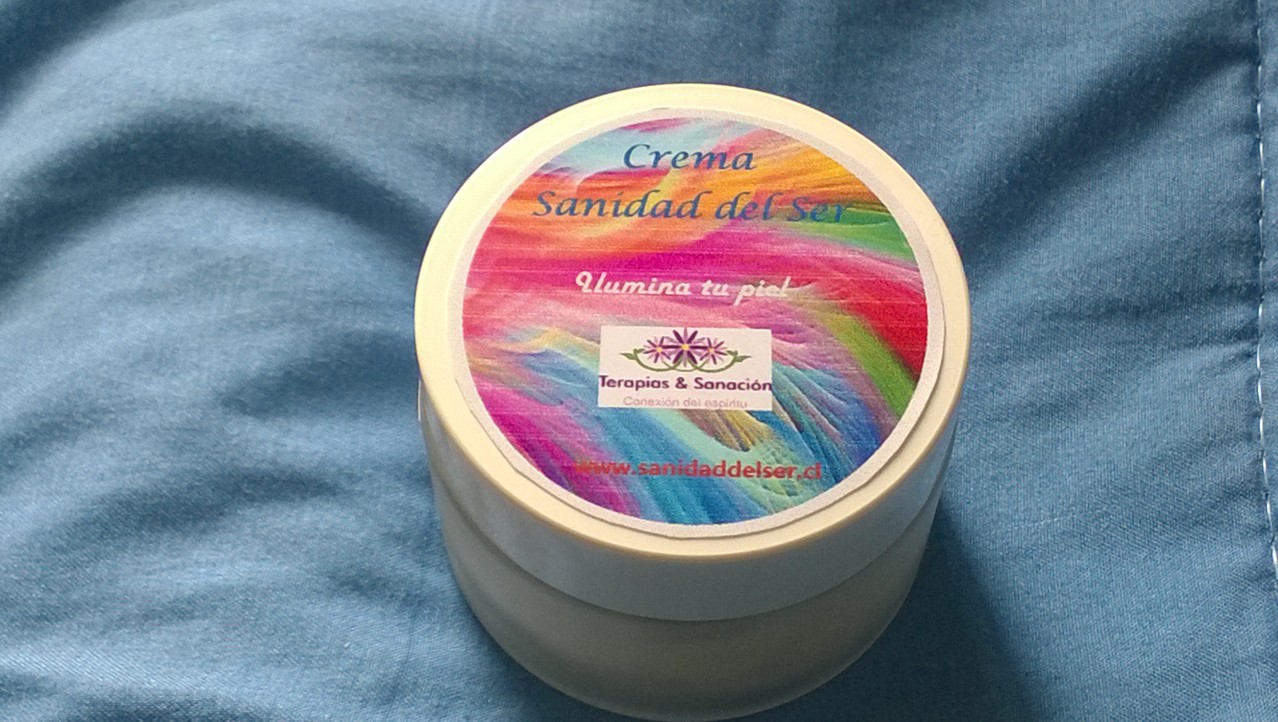 Crema
Sanidad del Ser
Ilumina tu piel
Terapias & Sanación
Conexión del espíritu
www.sanidaddelser.cl